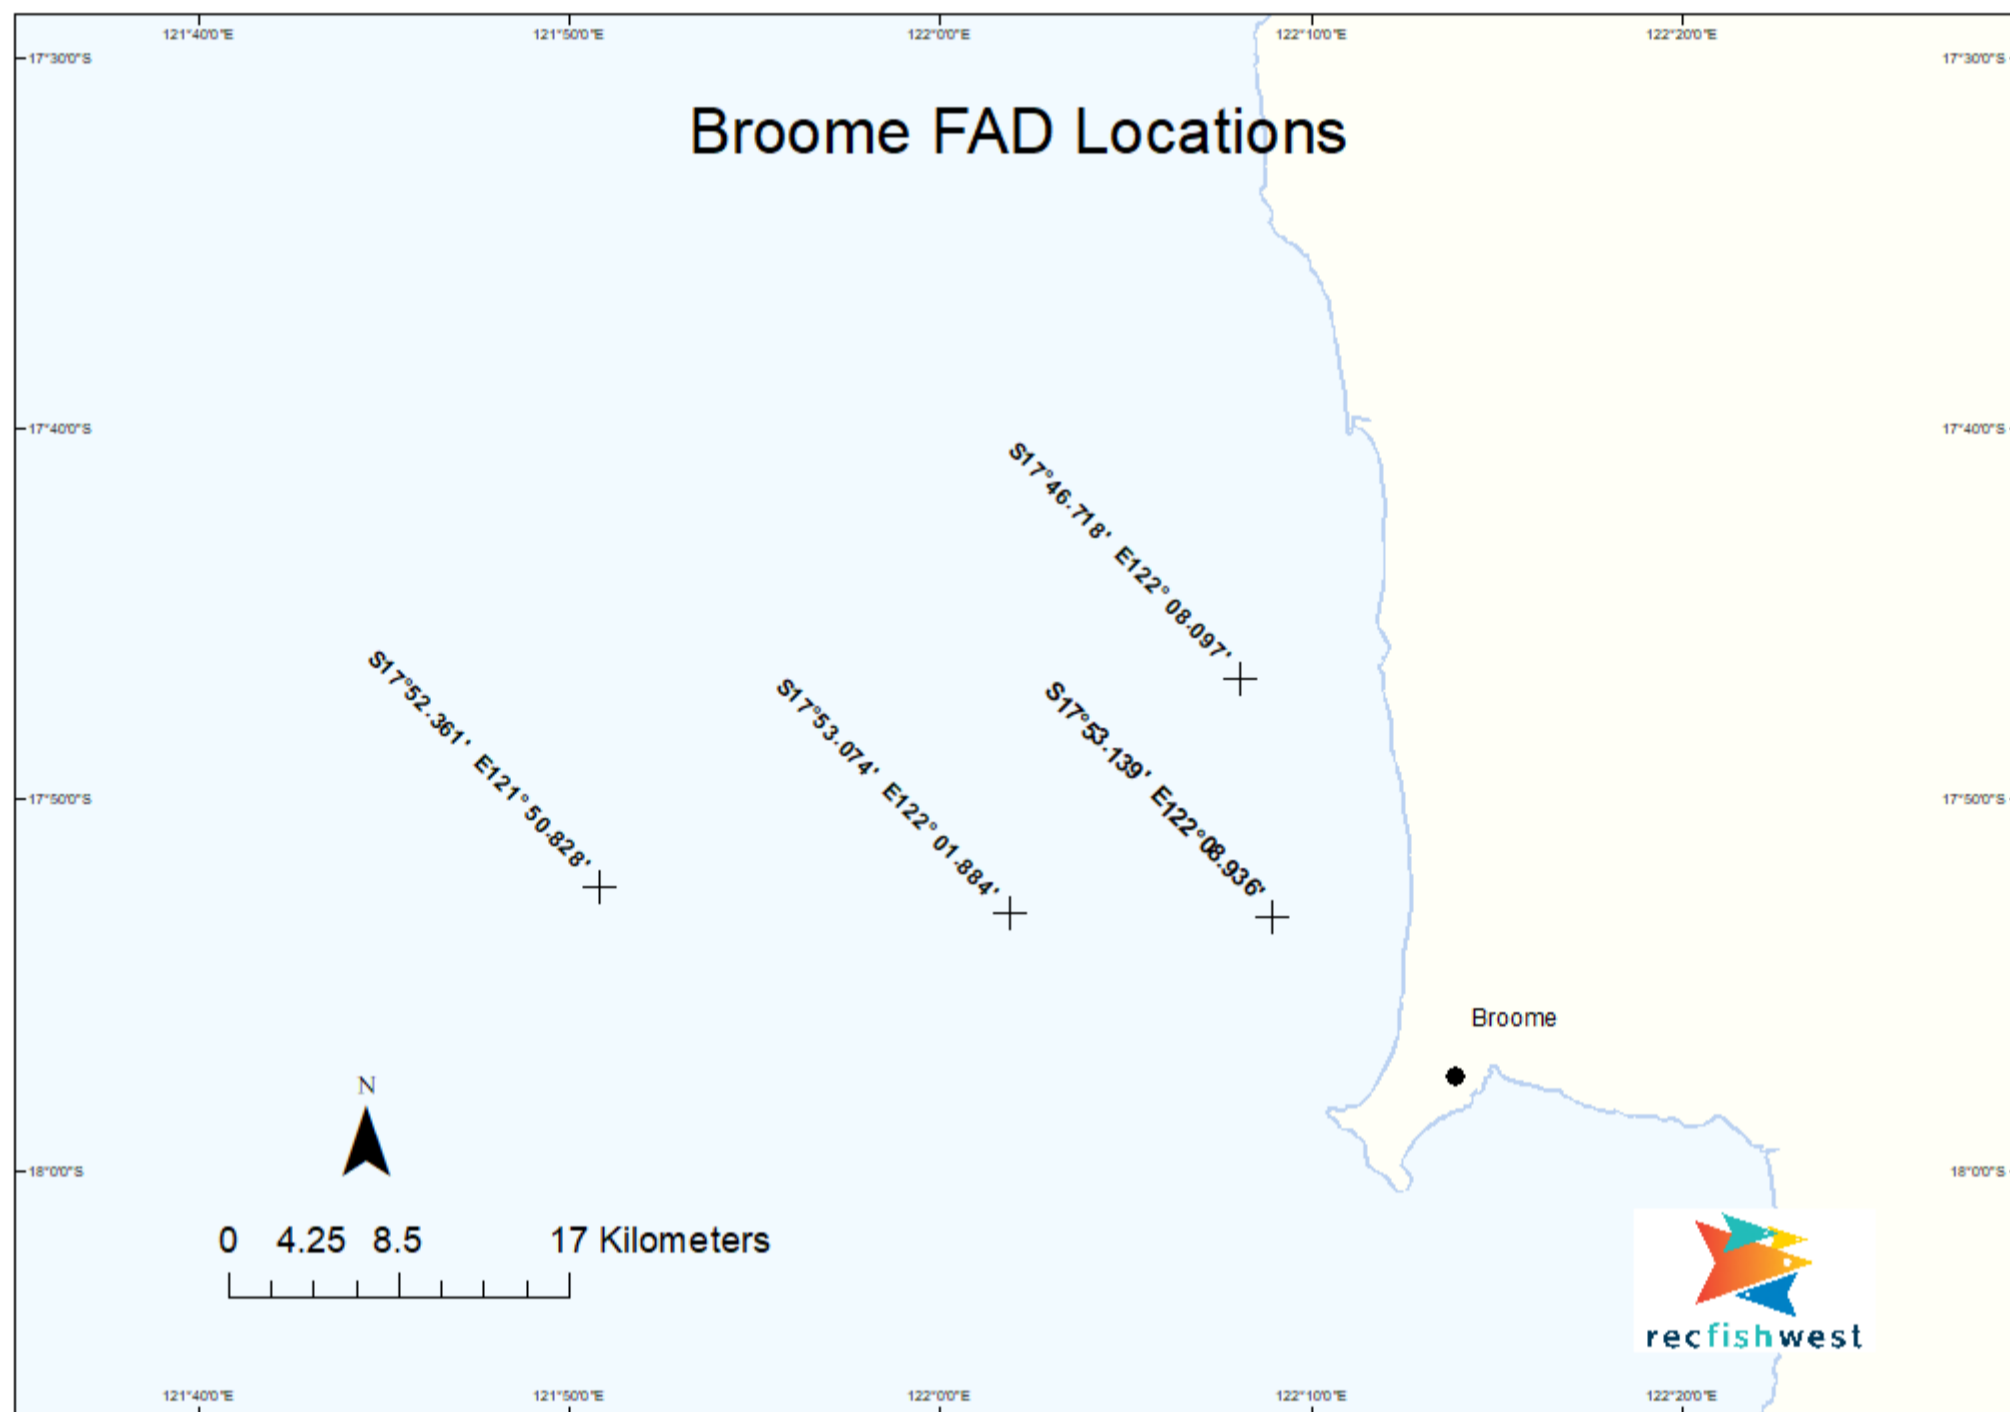 121°40'0"E 121°50'0"E 122°0'0"E 122°10'0"E 122°20'0"E
17°30'0"S 17°30'0"S
Broome FAD Locations
17°40'0"S 17°40'0"S
S17°46.718' E122° 08.097'
S17°52.361' E121° 50.828'
S17°53.074' E122° 01.884'
S17°53.139' E122°08.936'
17°50'0"S 17°50'0"S
Broome
N
18°0'0"S 18°0'0"S
0 4.25 8.5 17 Kilometers
recfishwest
121°40'0"E 121°50'0"E 122°0'0"E 122°10'0"E 122°20'0"E